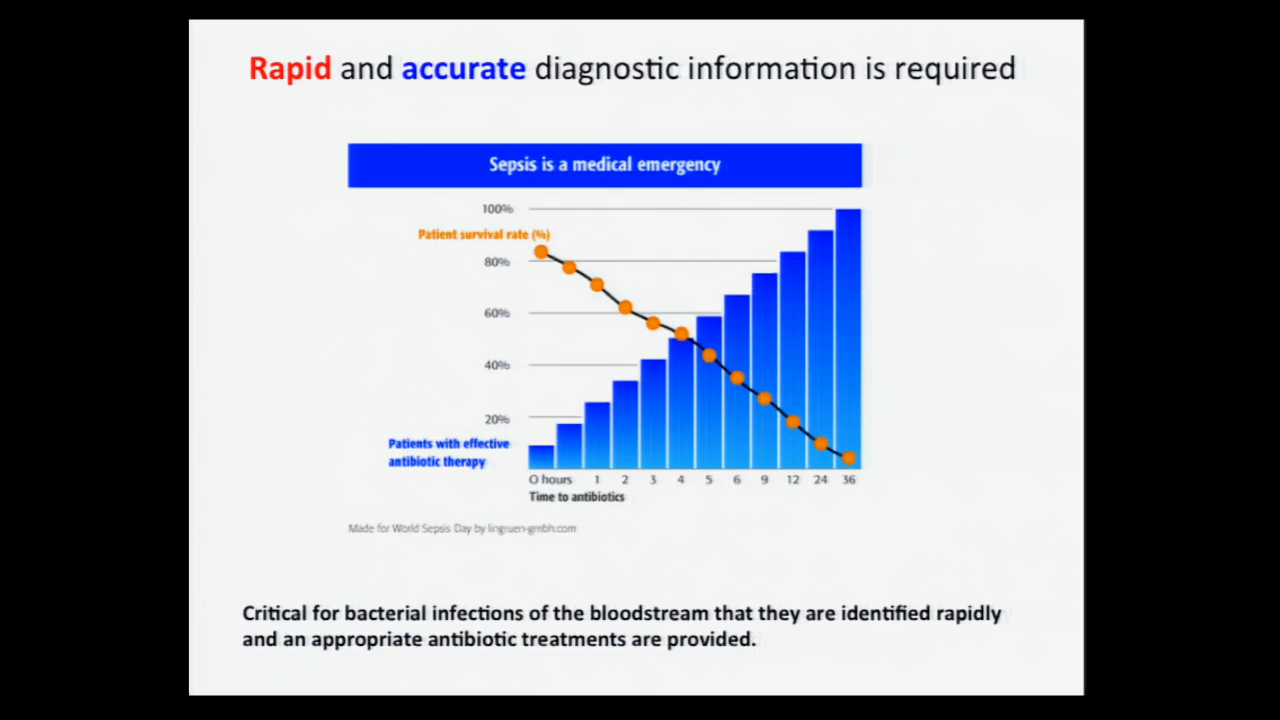 Rapid and accurate diagnostic information is required
Sepsis is a medical emergency
100%
Patient survival rate (%)
80%
60%
40%
20%
Patients with effective
antibiotic therapy
O hours 1 2 3 4 5 6 9 12 24 36
Time to antibiotics
Made for World Sepsis Day by lingruen-gmbh.com
Critical for bacterial infections of the bloodstream that they are identified rapidly
and an appropriate antibiotic treatments are provided.